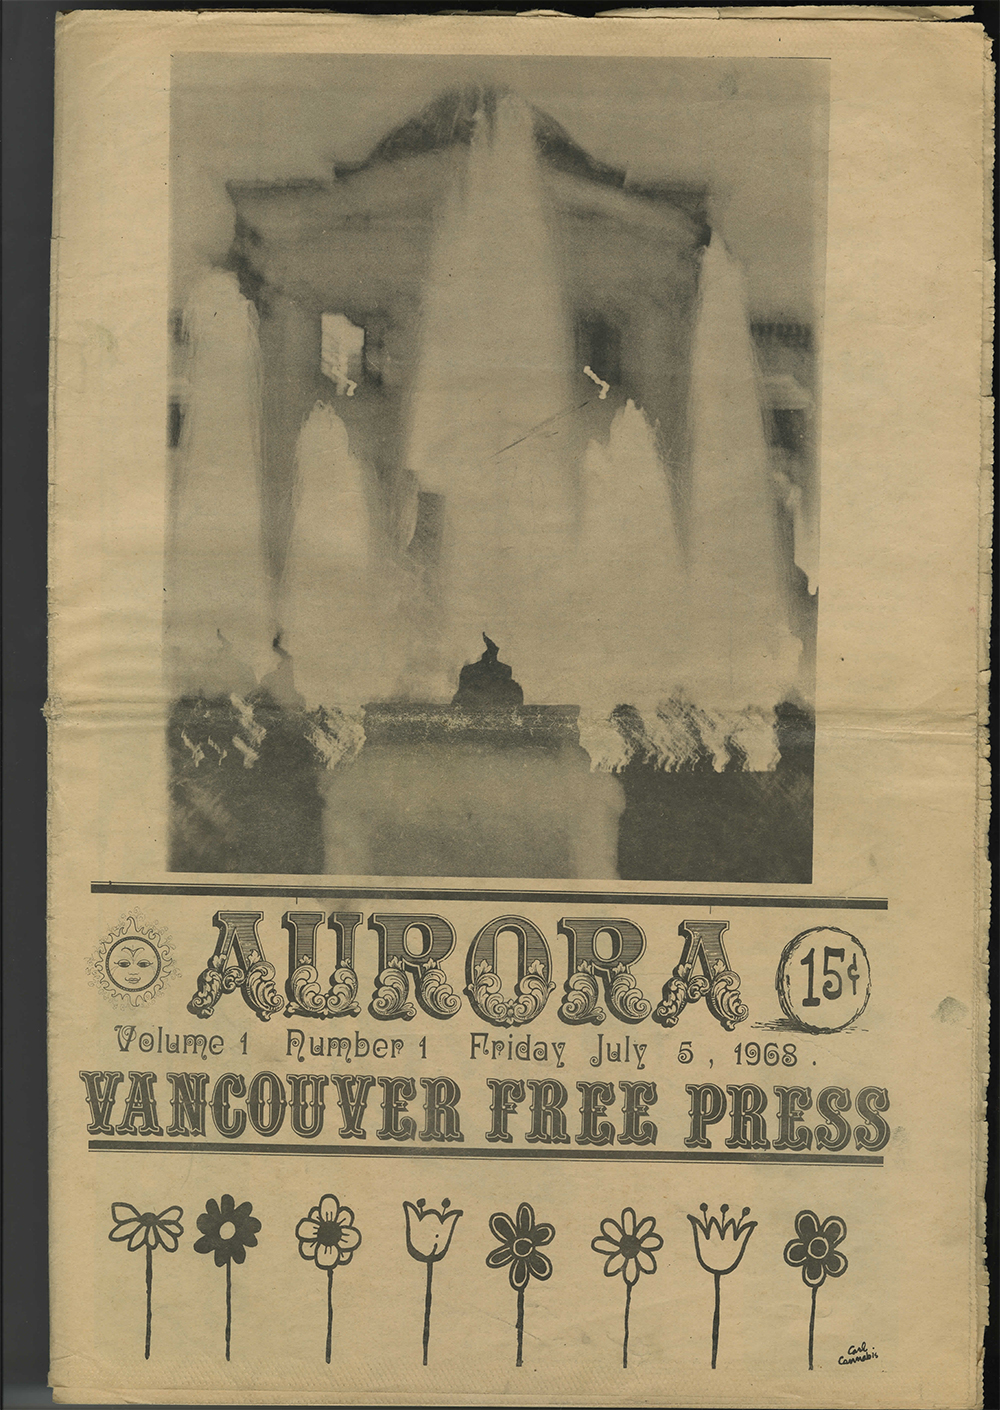 AURORA
15¢
Volume 1 Number 1 Friday July 5, 1968.
VANCOUVER FREE PRESS
Carl
Cannabis